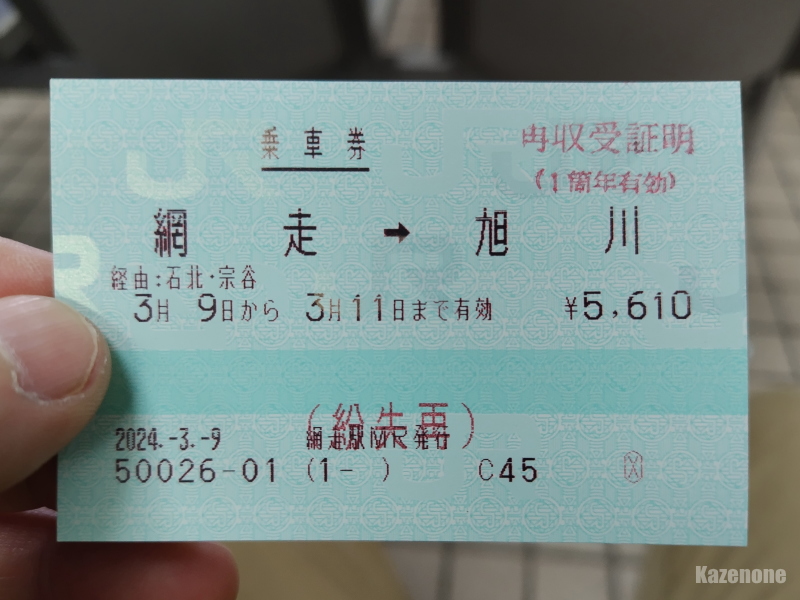 乗車券
再収受証明
(1箇年有効)
網走 → 旭川
経由:石北・宗谷
3月 9日から 3月11日まで有効 ¥5,610
(紛失再)
2024.-3.-9 網走駅MR発行
50026-01 (1- ) C45 (X)
Kazenone